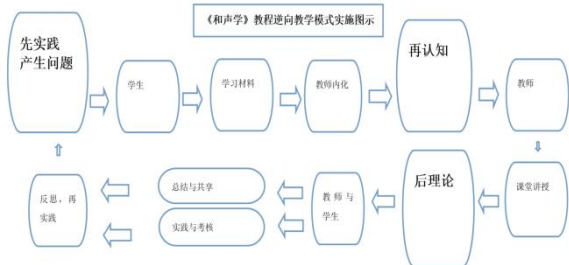 《和声学》教程逆向教学模式实施图示
先实践
产生问题
学生
学习材料
教师内化
再认知
教师
课堂讲授
后理论
教 师 与
学生
总结与共享
实践与考核
反思，再
实践